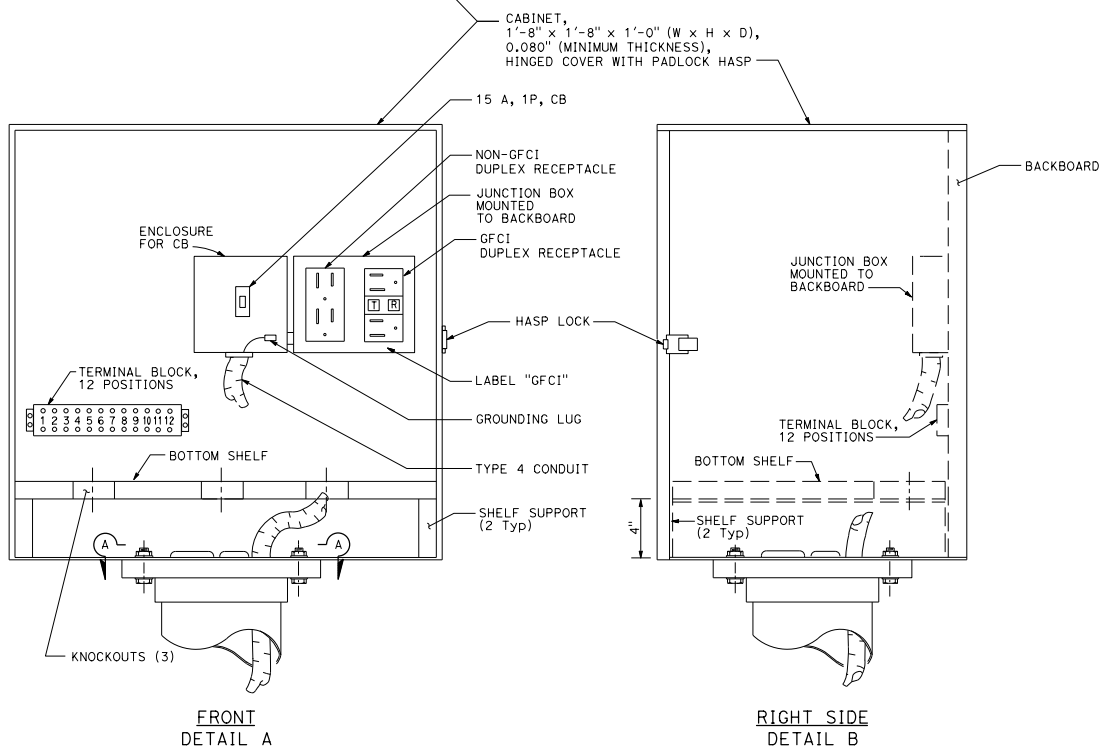 CABINET,
1'-8" x 1'-8" x 1'-0" (W x H x D),
0.080" (MINIMUM THICKNESS),
HINGED COVER WITH PADLOCK HASP
15 A, 1P, CB
NON-GFCI
DUPLEX RECEPTACLE
JUNCTION BOX
MOUNTED
TO BACKBOARD
GFCI
DUPLEX RECEPTACLE
ENCLOSURE
FOR CB
T R
HASP LOCK
LABEL "GFCI"
TERMINAL BLOCK,
12 POSITIONS
1 2 3 4 5 6 7 8 9 10 11 12
GROUNDING LUG
BOTTOM SHELF
TYPE 4 CONDUIT
SHELF SUPPORT
(2 Typ)
A A
KNOCKOUTS (3)
FRONT
DETAIL A
BACKBOARD
JUNCTION BOX
MOUNTED TO
BACKBOARD
TERMINAL BLOCK,
12 POSITIONS
BOTTOM SHELF
4"
SHELF SUPPORT
(2 Typ)
RIGHT SIDE
DETAIL B